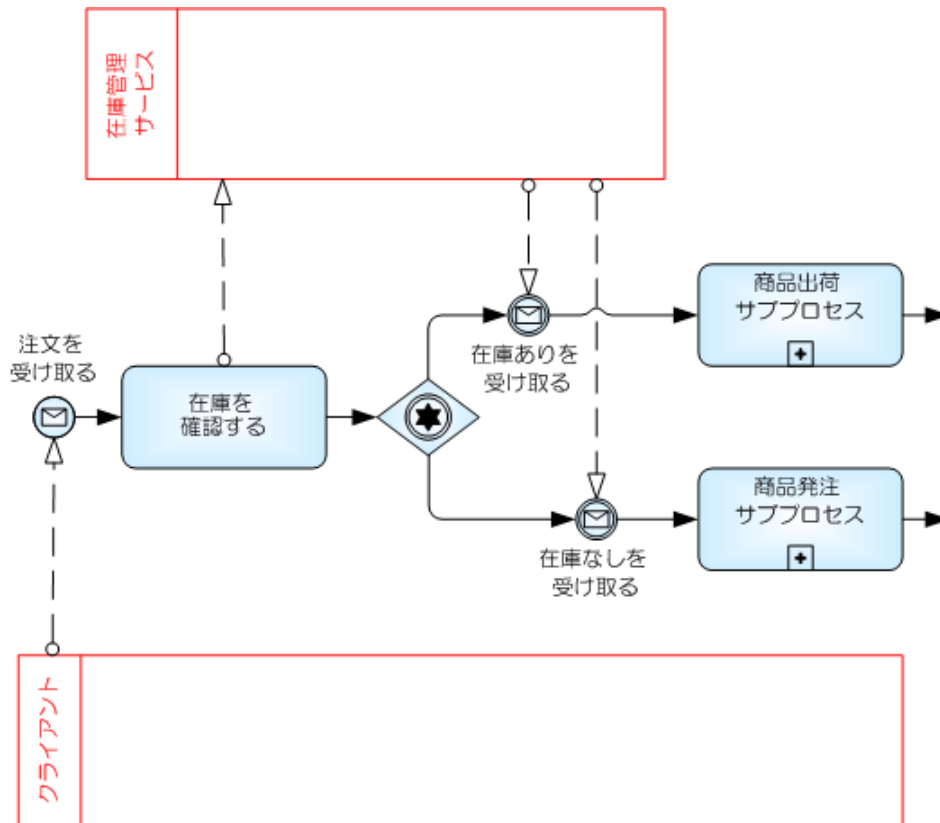 在庫管理
サービス
注文を
受け取る
在庫を
確認する
在庫ありを
受け取る
商品出荷
サブプロセス
在庫なしを
受け取る
商品発注
サブプロセス
クライアント